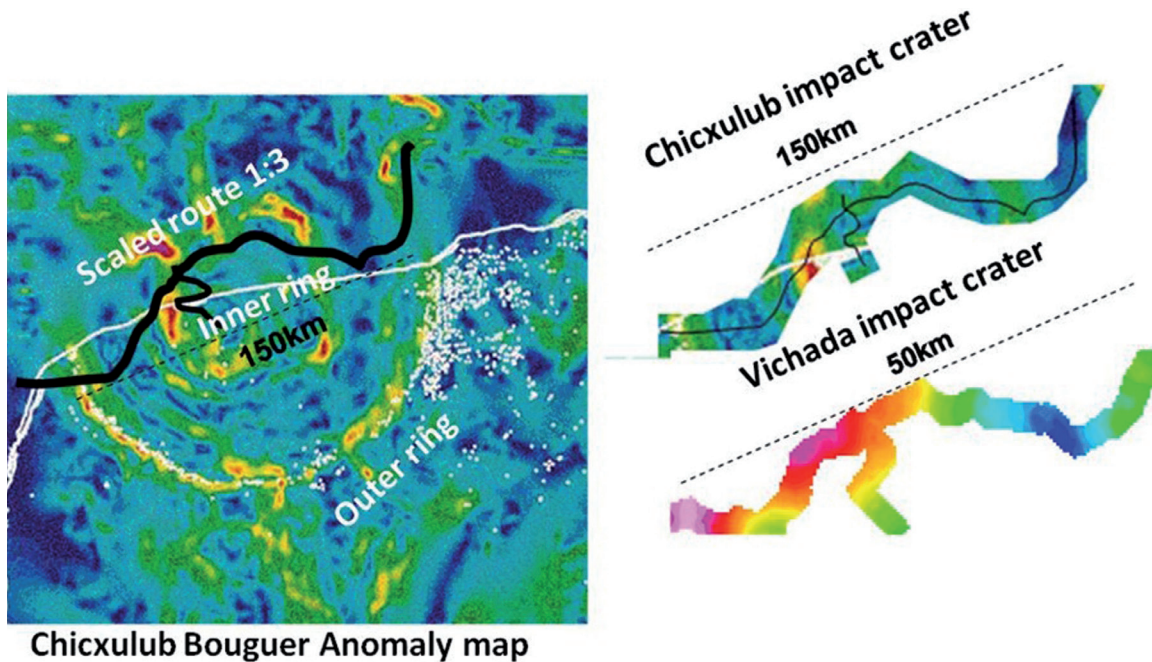 Scaled route 1:3
Inner ring
150km
Outer ring
Chicxulub Bouguer Anomaly map
Chicxulub impact crater
150km
Vichada impact crater
50km